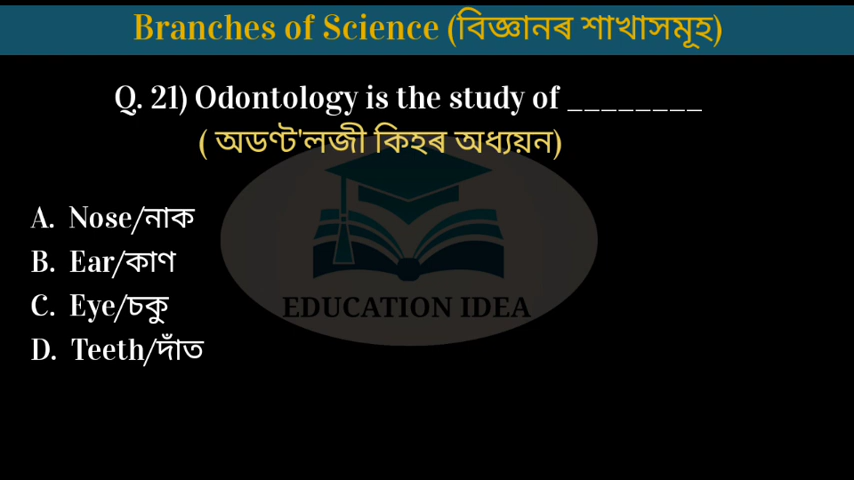 Branches of Science (বিজ্ঞানৰ শাখাসমূহ)
Q. 21) Odontology is the study of ________
( অডণ্ট'লজী কিহৰ অধ্যয়ন)
A. Nose/নাক
B. Ear/কাণ
C. Eye/চকু
D. Teeth/দাঁত
EDUCATION IDEA